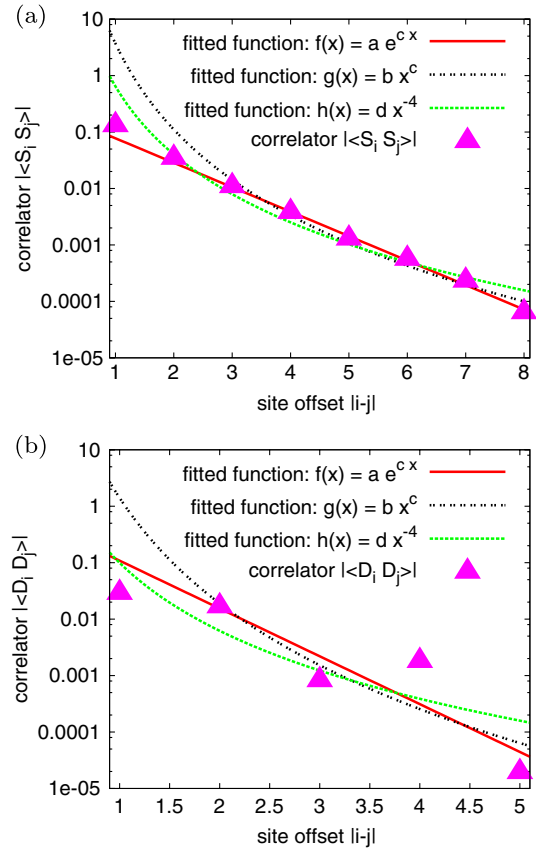 (a)
10
1
0.1
0.01
0.001
0.0001
1e-05
correlator |<S_i S_j>|
fitted function: f(x) = a e^{c x}
fitted function: g(x) = b x^c
fitted function: h(x) = d x^{-4}
correlator |<S_i S_j>|
1 2 3 4 5 6 7 8
site offset |i-j|
(b)
10
1
0.1
0.01
0.001
0.0001
1e-05
correlator |<D_i D_j>|
fitted function: f(x) = a e^{c x}
fitted function: g(x) = b x^c
fitted function: h(x) = d x^{-4}
correlator |<D_i D_j>|
1 1.5 2 2.5 3 3.5 4 4.5 5
site offset |i-j|